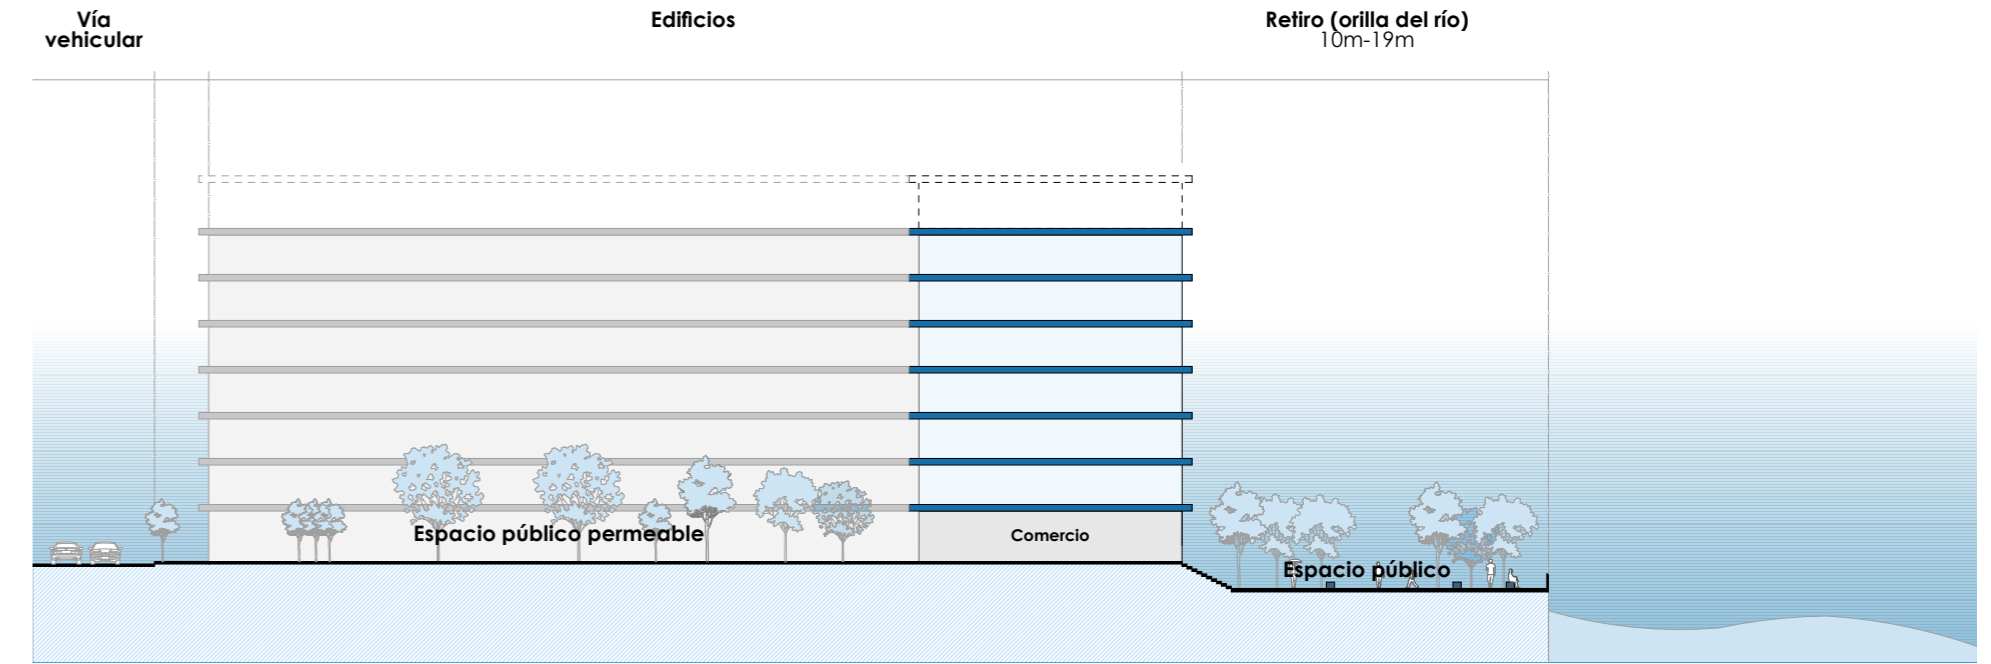 Vía
vehicular
Edificios
Retiro (orilla del río)
10m-19m
Espacio público permeable
Comercio
Espacio público